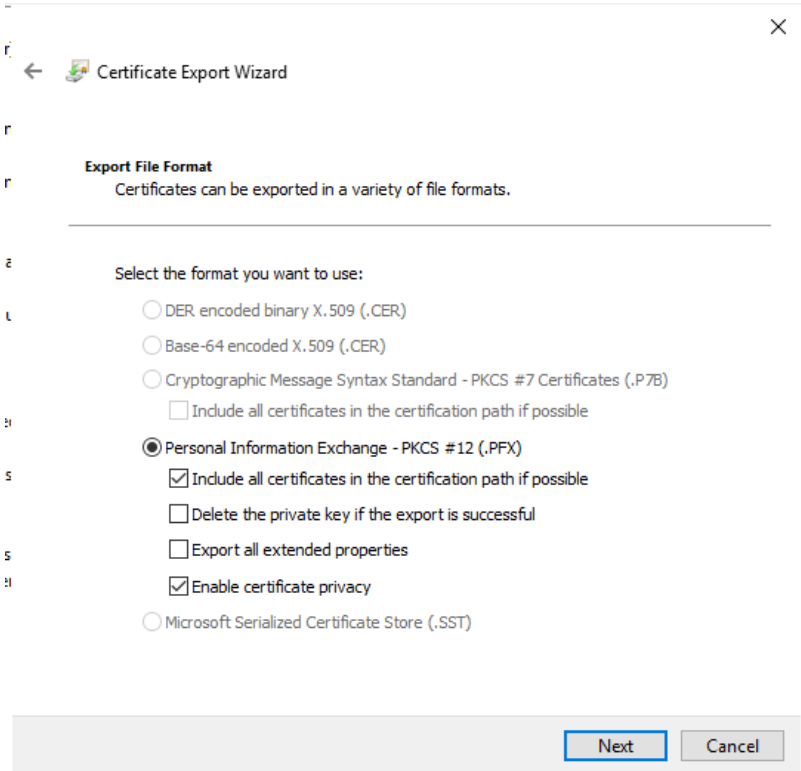 Certificate Export Wizard
Export File Format
Certificates can be exported in a variety of file formats.
Select the format you want to use:
DER encoded binary X.509 (.CER)
Base-64 encoded X.509 (.CER)
Cryptographic Message Syntax Standard - PKCS #7 Certificates (.P7B)
Include all certificates in the certification path if possible
Personal Information Exchange - PKCS #12 (.PFX)
Include all certificates in the certification path if possible
Delete the private key if the export is successful
Export all extended properties
Enable certificate privacy
Microsoft Serialized Certificate Store (.SST)
Next Cancel